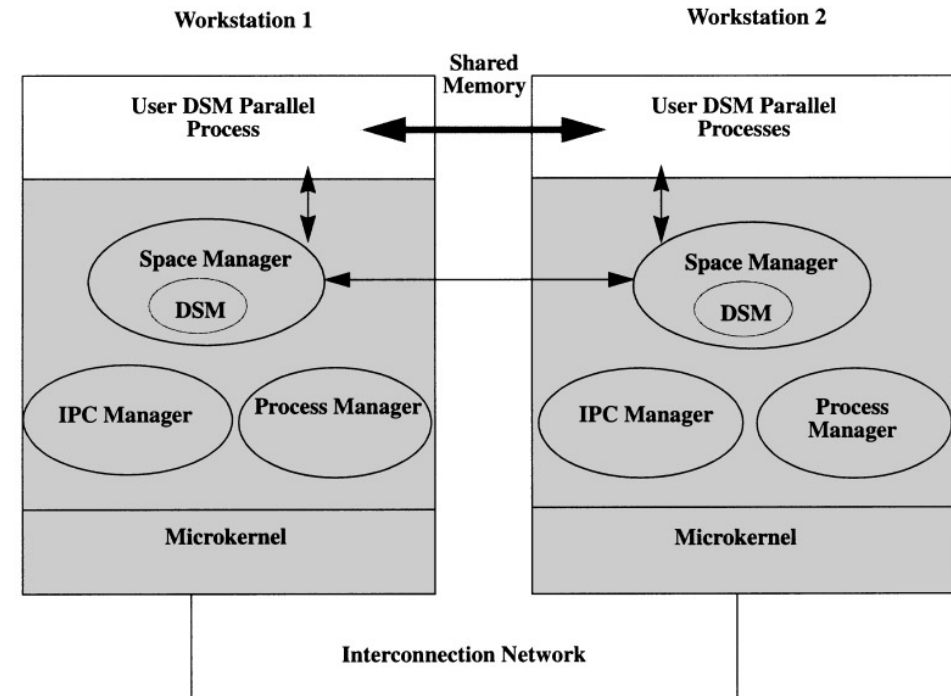 Workstation 1
Workstation 2
Shared
Memory
User DSM Parallel
Process
User DSM Parallel
Processes
Space Manager
DSM
Space Manager
DSM
IPC Manager
Process Manager
IPC Manager
Process
Manager
Microkernel
Microkernel
Interconnection Network